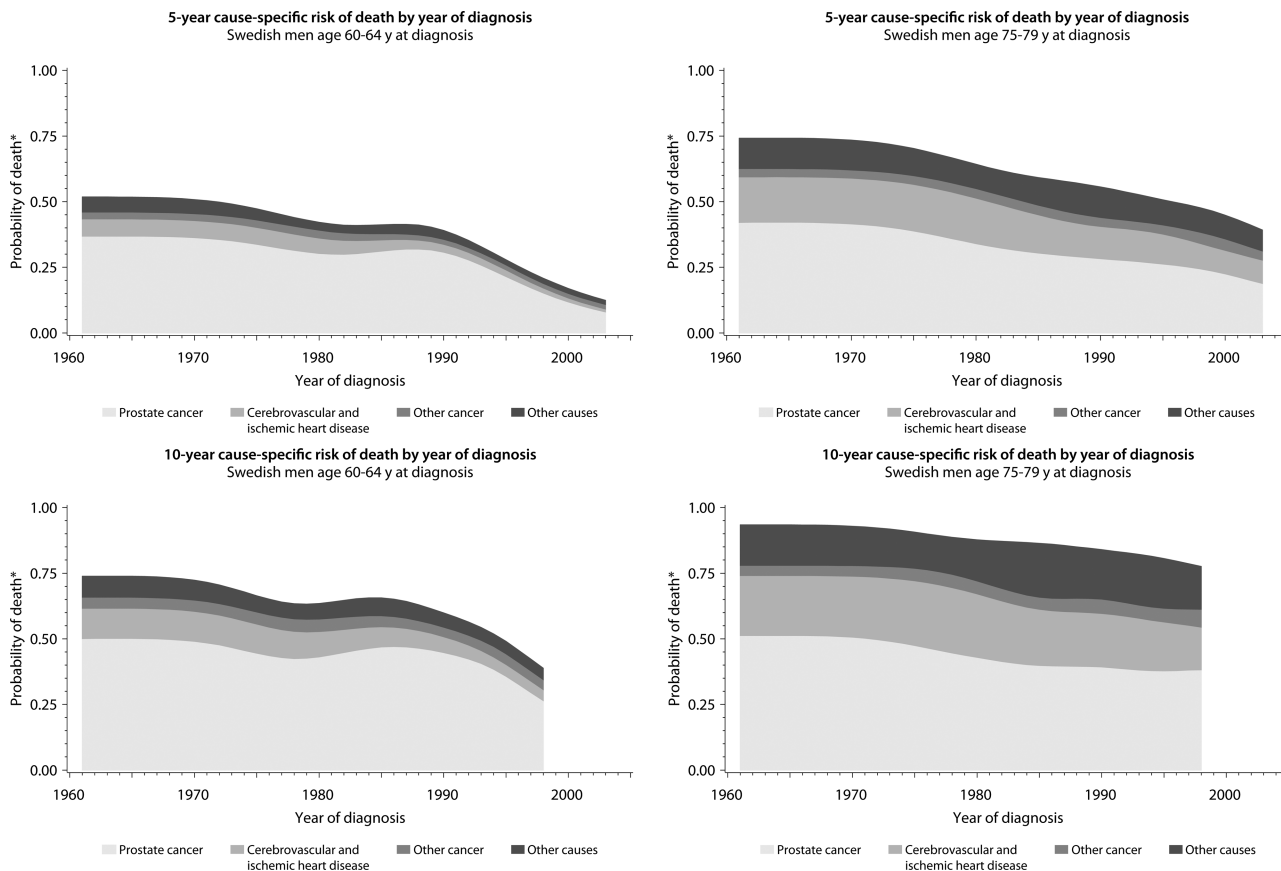 5-year cause-specific risk of death by year of diagnosis
Swedish men age 60-64 y at diagnosis
1.00
0.75
0.50
0.25
0.00
Probability of death*
1960 1970 1980 1990 2000
Year of diagnosis
Prostate cancer Cerebrovascular and ischemic heart disease Other cancer Other causes
5-year cause-specific risk of death by year of diagnosis
Swedish men age 75-79 y at diagnosis
1.00
0.75
0.50
0.25
0.00
Probability of death*
1960 1970 1980 1990 2000
Year of diagnosis
Prostate cancer Cerebrovascular and ischemic heart disease Other cancer Other causes
10-year cause-specific risk of death by year of diagnosis
Swedish men age 60-64 y at diagnosis
1.00
0.75
0.50
0.25
0.00
Probability of death*
1960 1970 1980 1990 2000
Year of diagnosis
Prostate cancer Cerebrovascular and ischemic heart disease Other cancer Other causes
10-year cause-specific risk of death by year of diagnosis
Swedish men age 75-79 y at diagnosis
1.00
0.75
0.50
0.25
0.00
Probability of death*
1960 1970 1980 1990 2000
Year of diagnosis
Prostate cancer Cerebrovascular and ischemic heart disease Other cancer Other causes